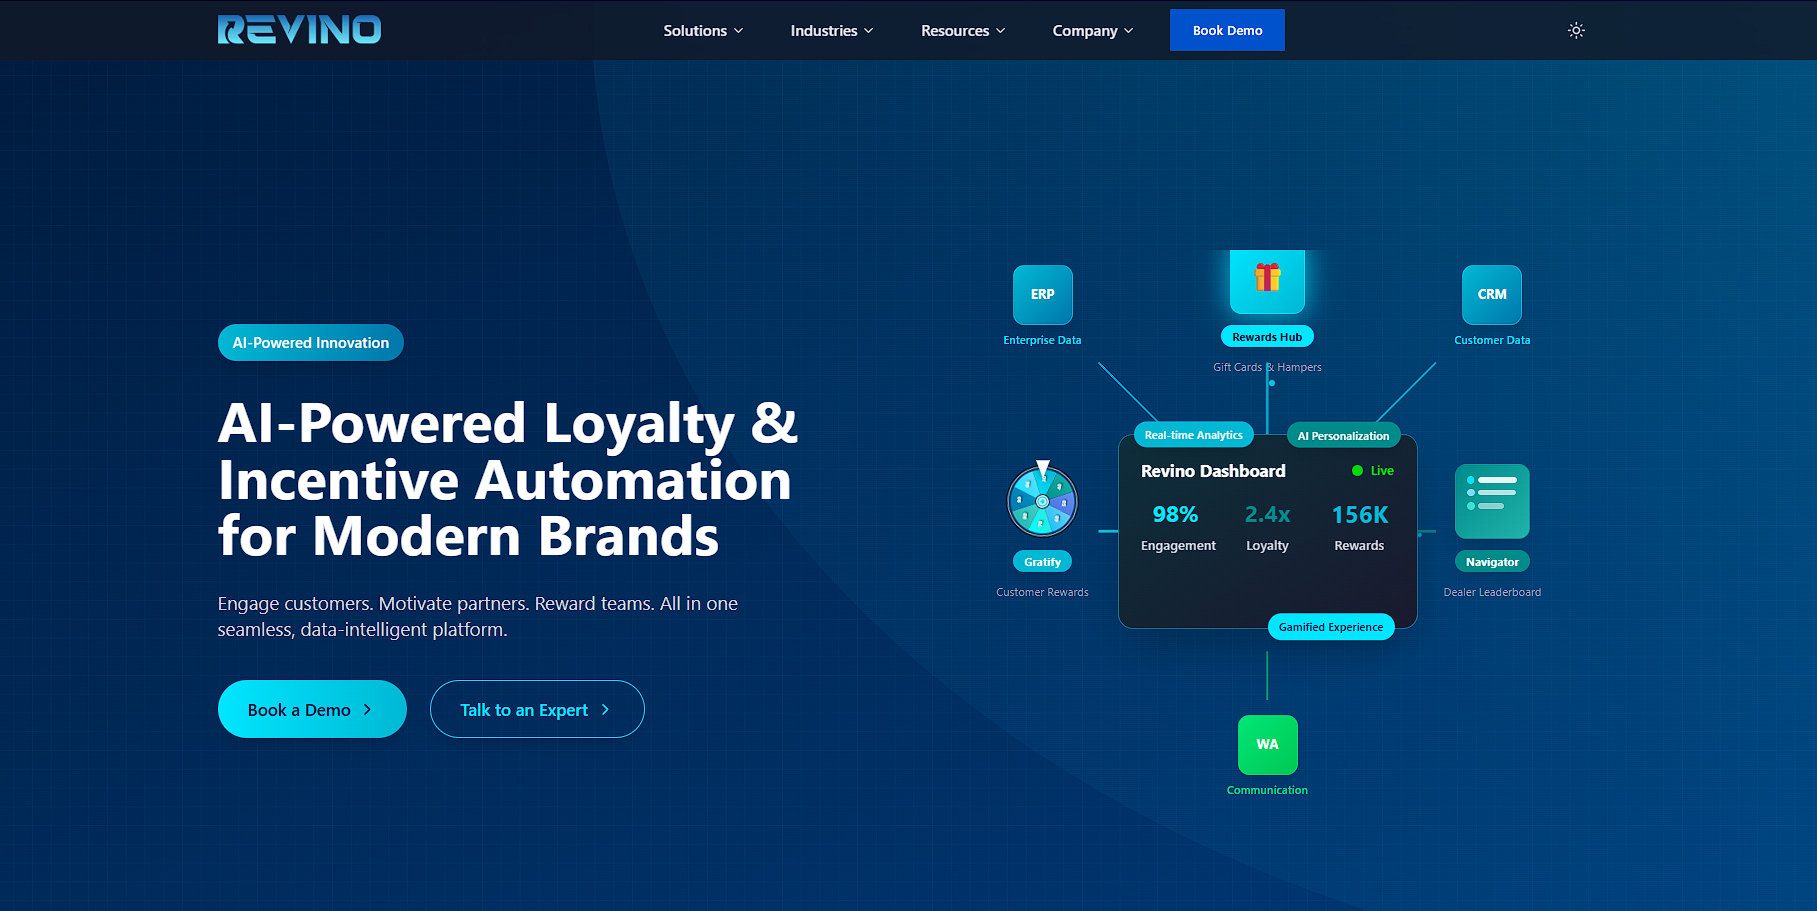 REVINO
Solutions
Industries
Resources
Company
Book Demo
AI-Powered Innovation
AI-Powered Loyalty &
Incentive Automation
for Modern Brands
Engage customers. Motivate partners. Reward teams. All in one
seamless, data-intelligent platform.
Book a Demo
Talk to an Expert
ERP
Enterprise Data
Rewards Hub
Gift Cards & Hampers
CRM
Customer Data
Real-time Analytics
AI Personalization
Revino Dashboard
Live
98%
2.4x
156K
Engagement
Loyalty
Rewards
Gamified Experience
Gratify
Customer Rewards
Navigator
Dealer Leaderboard
WA
Communication